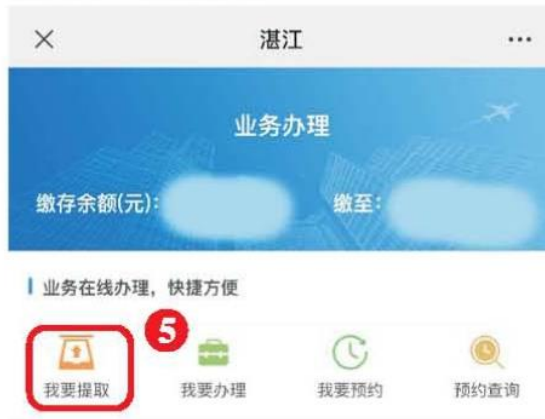 湛江
业务办理
缴存余额(元): 缴至:
业务在线办理，快捷方便
5
我要提取 我要办理 我要预约 预约查询